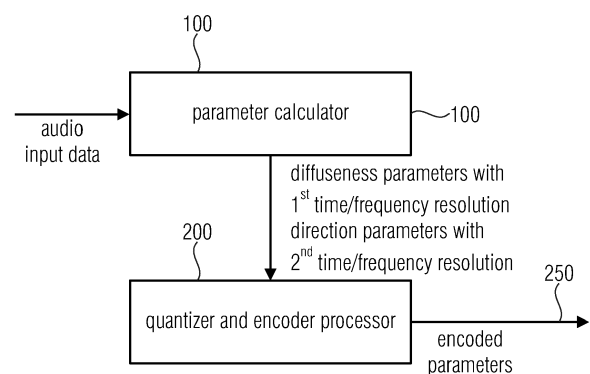 100
parameter calculator
100
audio
input data
diffuseness parameters with
1st time/frequency resolution
direction parameters with
2nd time/frequency resolution
200
250
quantizer and encoder processor
encoded
parameters